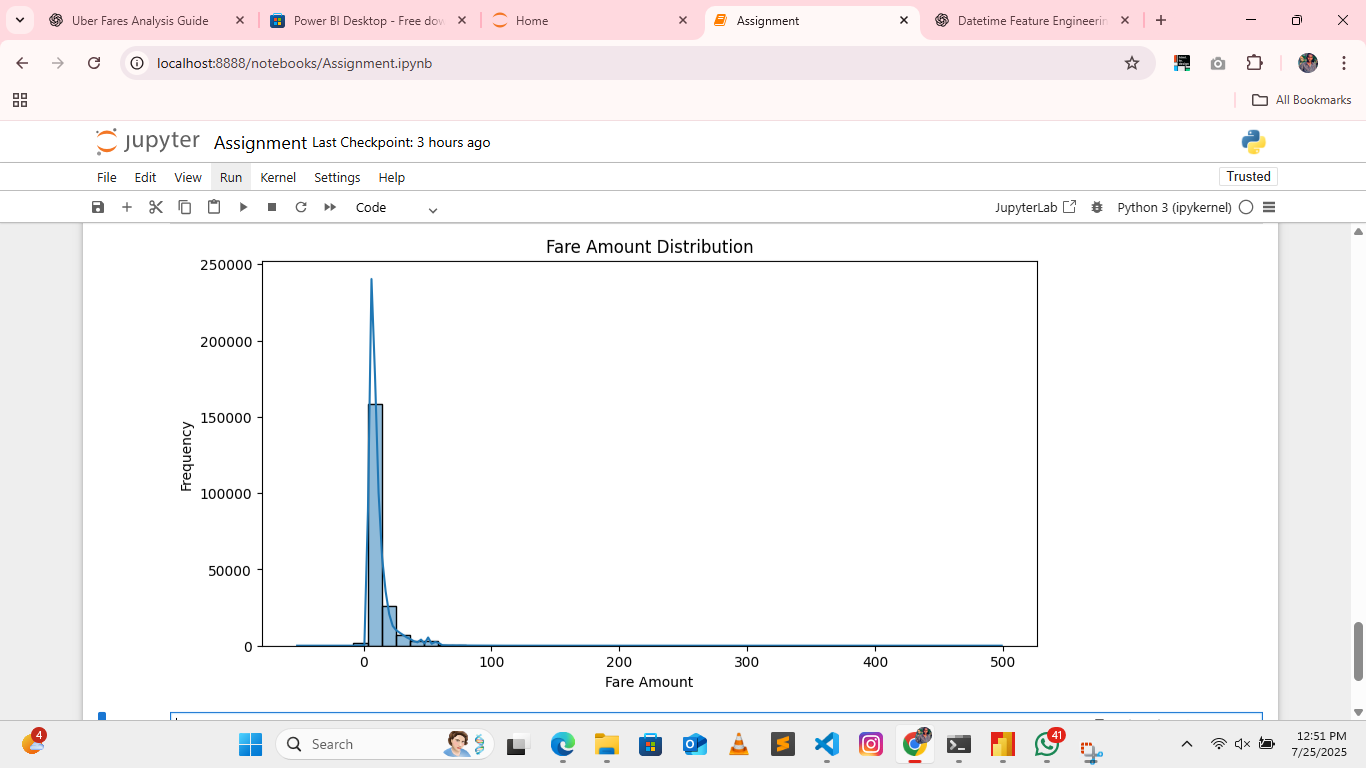 Uber Fares Analysis Guide
Power BI Desktop - Free dow
Home
Assignment
Datetime Feature Engineerin
localhost:8888/notebooks/Assignment.ipynb
All Bookmarks
jupyter Assignment Last Checkpoint: 3 hours ago
File Edit View Run Kernel Settings Help
Trusted
Code
JupyterLab
Python 3 (ipykernel)
Fare Amount Distribution
250000
200000
150000
100000
50000
0
Frequency
0 100 200 300 400 500
Fare Amount
4
Search
41
12:51 PM
7/25/2025